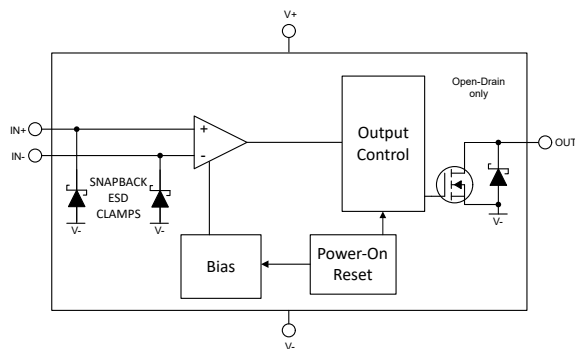 V+
Open-Drain
only
IN+
+
Output
Control
OUT
IN-
-
SNAPBACK
ESD
CLAMPS
V-
V-
V-
Bias
Power-On
Reset
V-